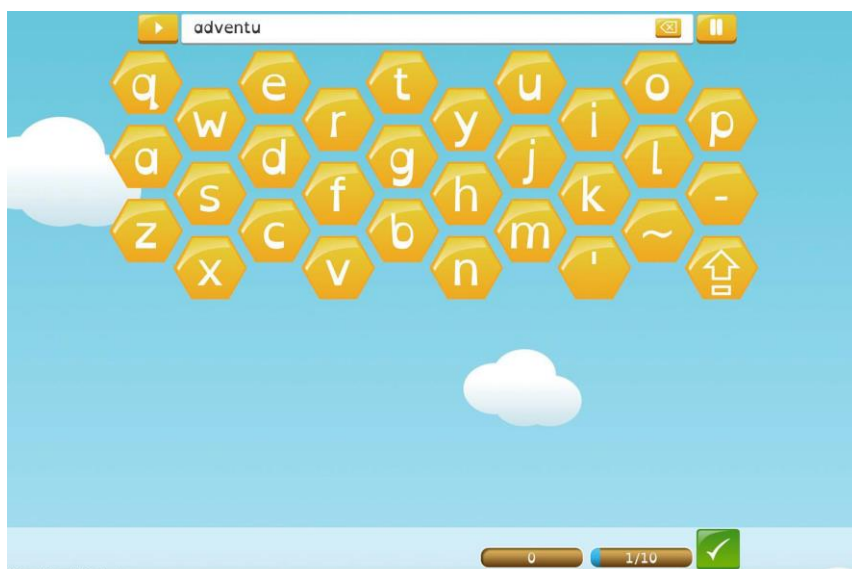 adventu
q e t u o
w r y i p
a d g j l
s f h k -
z c b m ~
x v n '
0 1/10